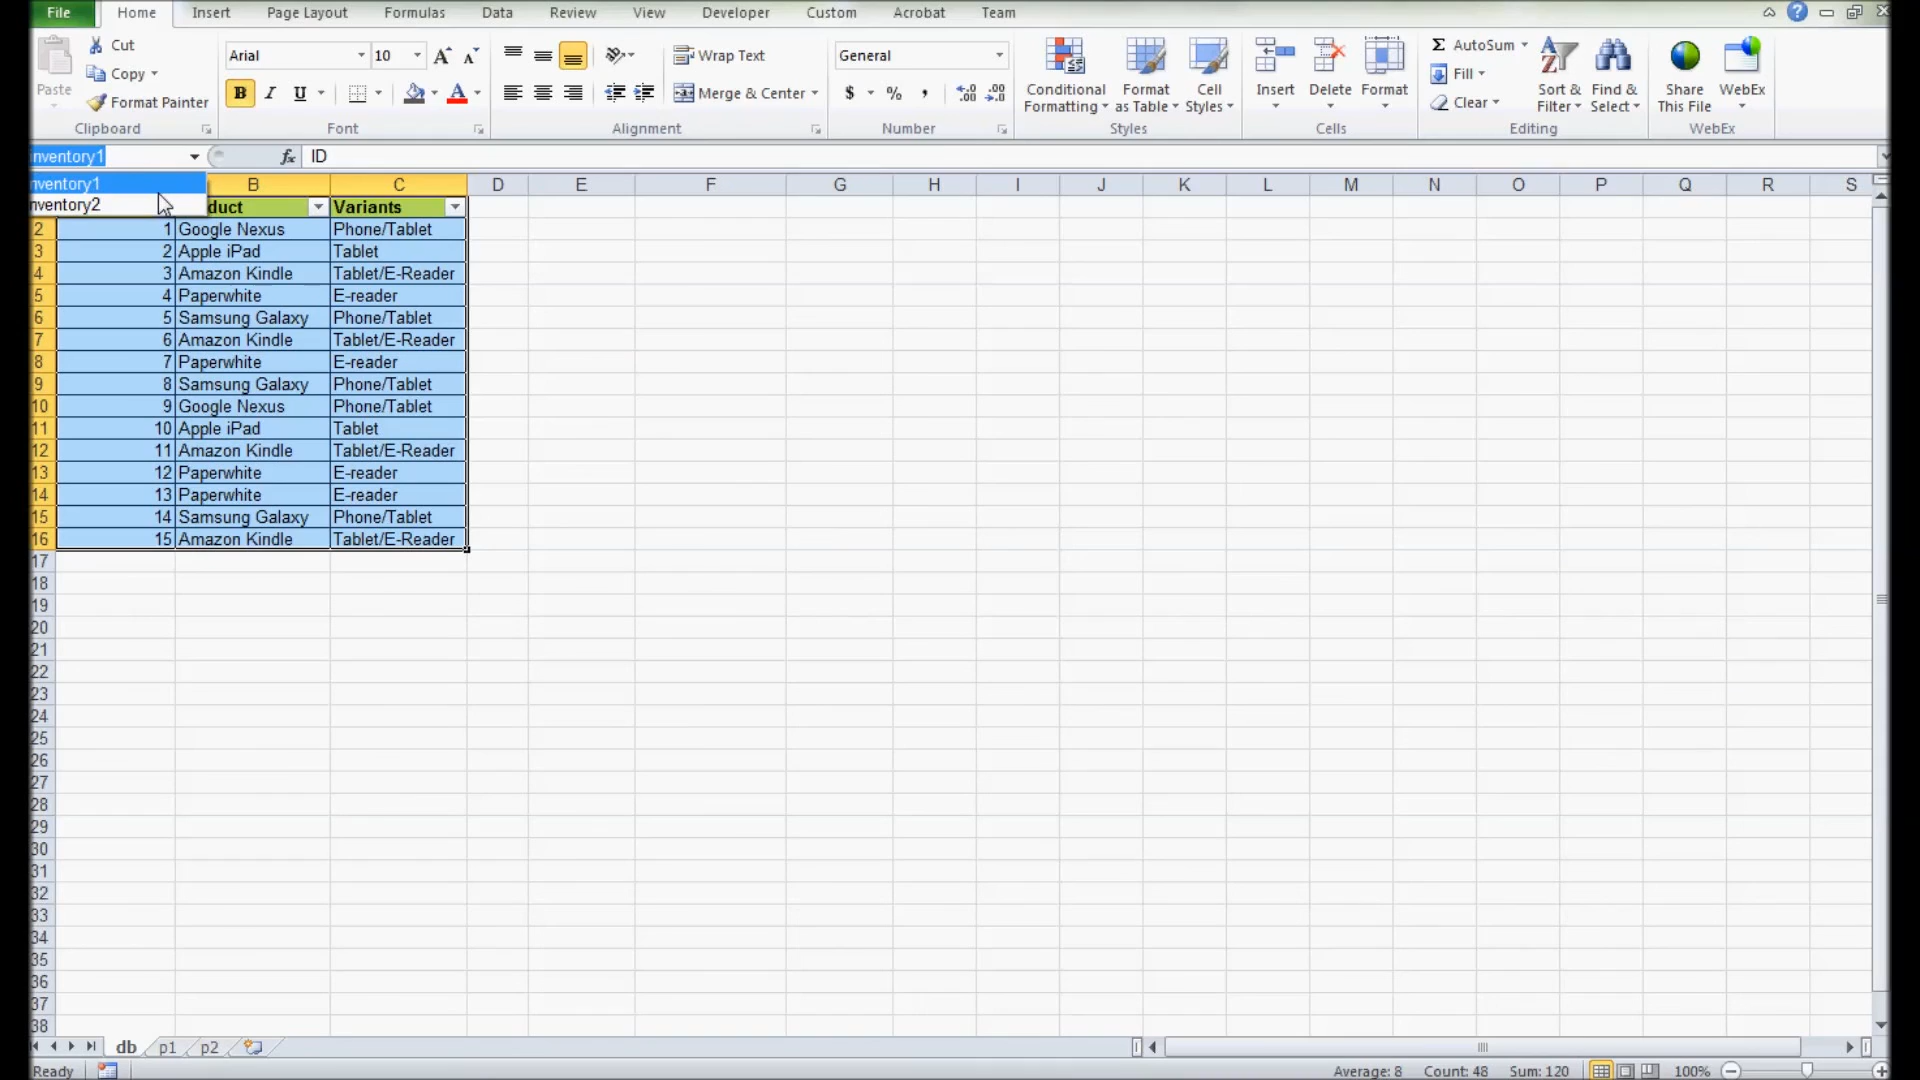 File Home Insert Page Layout Formulas Data Review View Developer Custom Acrobat Team
Paste
Cut
Copy
Format Painter
Clipboard
Arial 10
B I U
Font
Wrap Text
Merge & Center
Alignment
General
$ % ,
Number
Conditional Formatting
Format as Table
Cell Styles
Styles
Insert Delete Format
Cells
AutoSum
Fill
Clear
Sort & Filter
Find & Select
Editing
Share This File
WebEx
WebEx
inventory1 fx ID
nventory1
nventory2
B C D E F G H I J K L M N O P Q R S
duct Variants
2 1 Google Nexus Phone/Tablet
3 2 Apple iPad Tablet
4 3 Amazon Kindle Tablet/E-Reader
5 4 Paperwhite E-reader
6 5 Samsung Galaxy Phone/Tablet
7 6 Amazon Kindle Tablet/E-Reader
8 7 Paperwhite E-reader
9 8 Samsung Galaxy Phone/Tablet
10 9 Google Nexus Phone/Tablet
11 10 Apple iPad Tablet
12 11 Amazon Kindle Tablet/E-Reader
13 12 Paperwhite E-reader
14 13 Paperwhite E-reader
15 14 Samsung Galaxy Phone/Tablet
16 15 Amazon Kindle Tablet/E-Reader
17
18
19
20
21
22
23
24
25
26
27
28
29
30
31
32
33
34
35
36
37
38
db p1 p2
Ready Average: 8 Count: 48 Sum: 120 100%